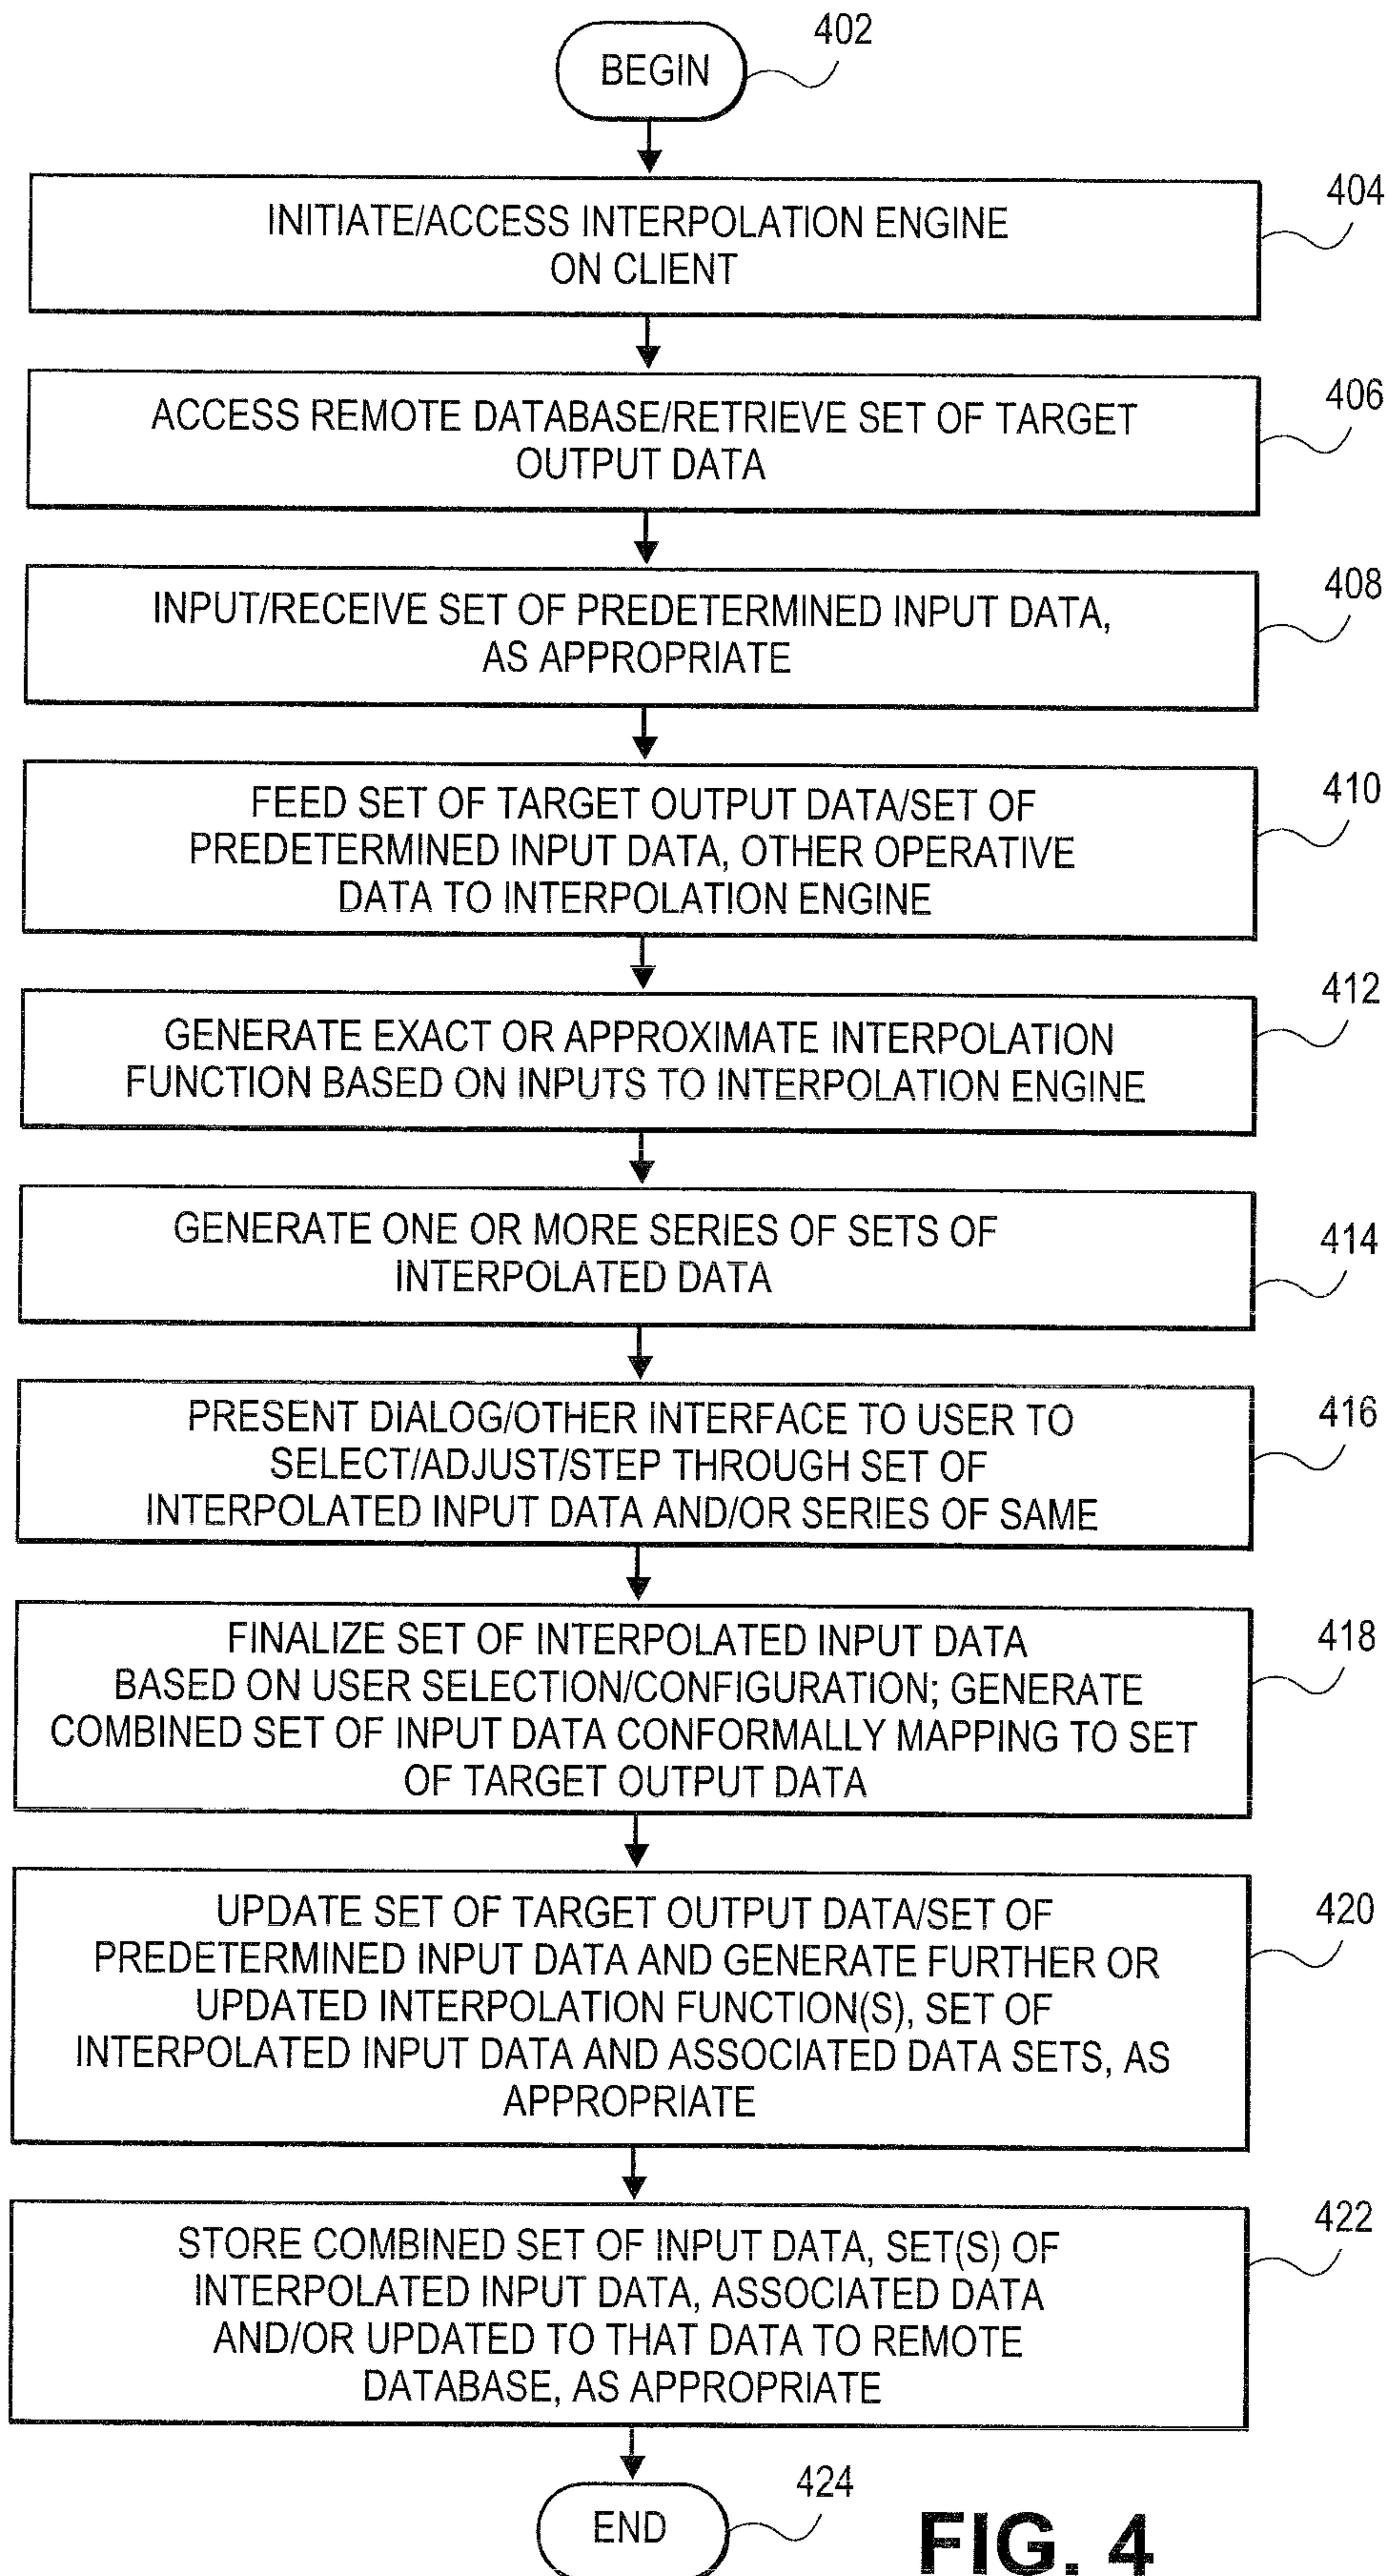 BEGIN
402
INITIATE/ACCESS INTERPOLATION ENGINE
ON CLIENT
404
ACCESS REMOTE DATABASE/RETRIEVE SET OF TARGET
OUTPUT DATA
406
INPUT/RECEIVE SET OF PREDETERMINED INPUT DATA,
AS APPROPRIATE
408
FEED SET OF TARGET OUTPUT DATA/SET OF
PREDETERMINED INPUT DATA, OTHER OPERATIVE
DATA TO INTERPOLATION ENGINE
410
GENERATE EXACT OR APPROXIMATE INTERPOLATION
FUNCTION BASED ON INPUTS TO INTERPOLATION ENGINE
412
GENERATE ONE OR MORE SERIES OF SETS OF
INTERPOLATED DATA
414
PRESENT DIALOG/OTHER INTERFACE TO USER TO
SELECT/ADJUST/STEP THROUGH SET OF
INTERPOLATED INPUT DATA AND/OR SERIES OF SAME
416
FINALIZE SET OF INTERPOLATED INPUT DATA
BASED ON USER SELECTION/CONFIGURATION; GENERATE
COMBINED SET OF INPUT DATA CONFORMALLY MAPPING TO SET
OF TARGET OUTPUT DATA
418
UPDATE SET OF TARGET OUTPUT DATA/SET OF
PREDETERMINED INPUT DATA AND GENERATE FURTHER OR
UPDATED INTERPOLATION FUNCTION(S), SET OF
INTERPOLATED INPUT DATA AND ASSOCIATED DATA SETS, AS
APPROPRIATE
420
STORE COMBINED SET OF INPUT DATA, SET(S) OF
INTERPOLATED INPUT DATA, ASSOCIATED DATA
AND/OR UPDATED TO THAT DATA TO REMOTE
DATABASE, AS APPROPRIATE
422
END
424
FIG. 4